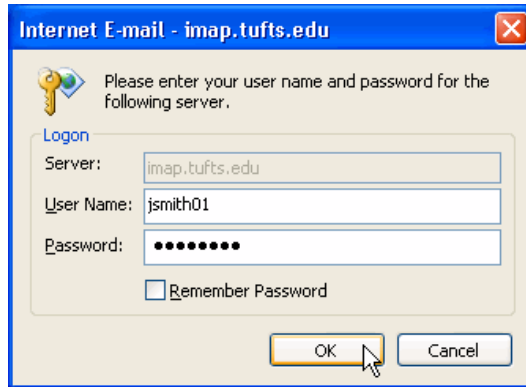 Internet E-mail - imap.tufts.edu
Please enter your user name and password for the
following server.
Logon
Server: imap.tufts.edu
User Name: jsmith01
Password: ●●●●●●●●
Remember Password
OK Cancel